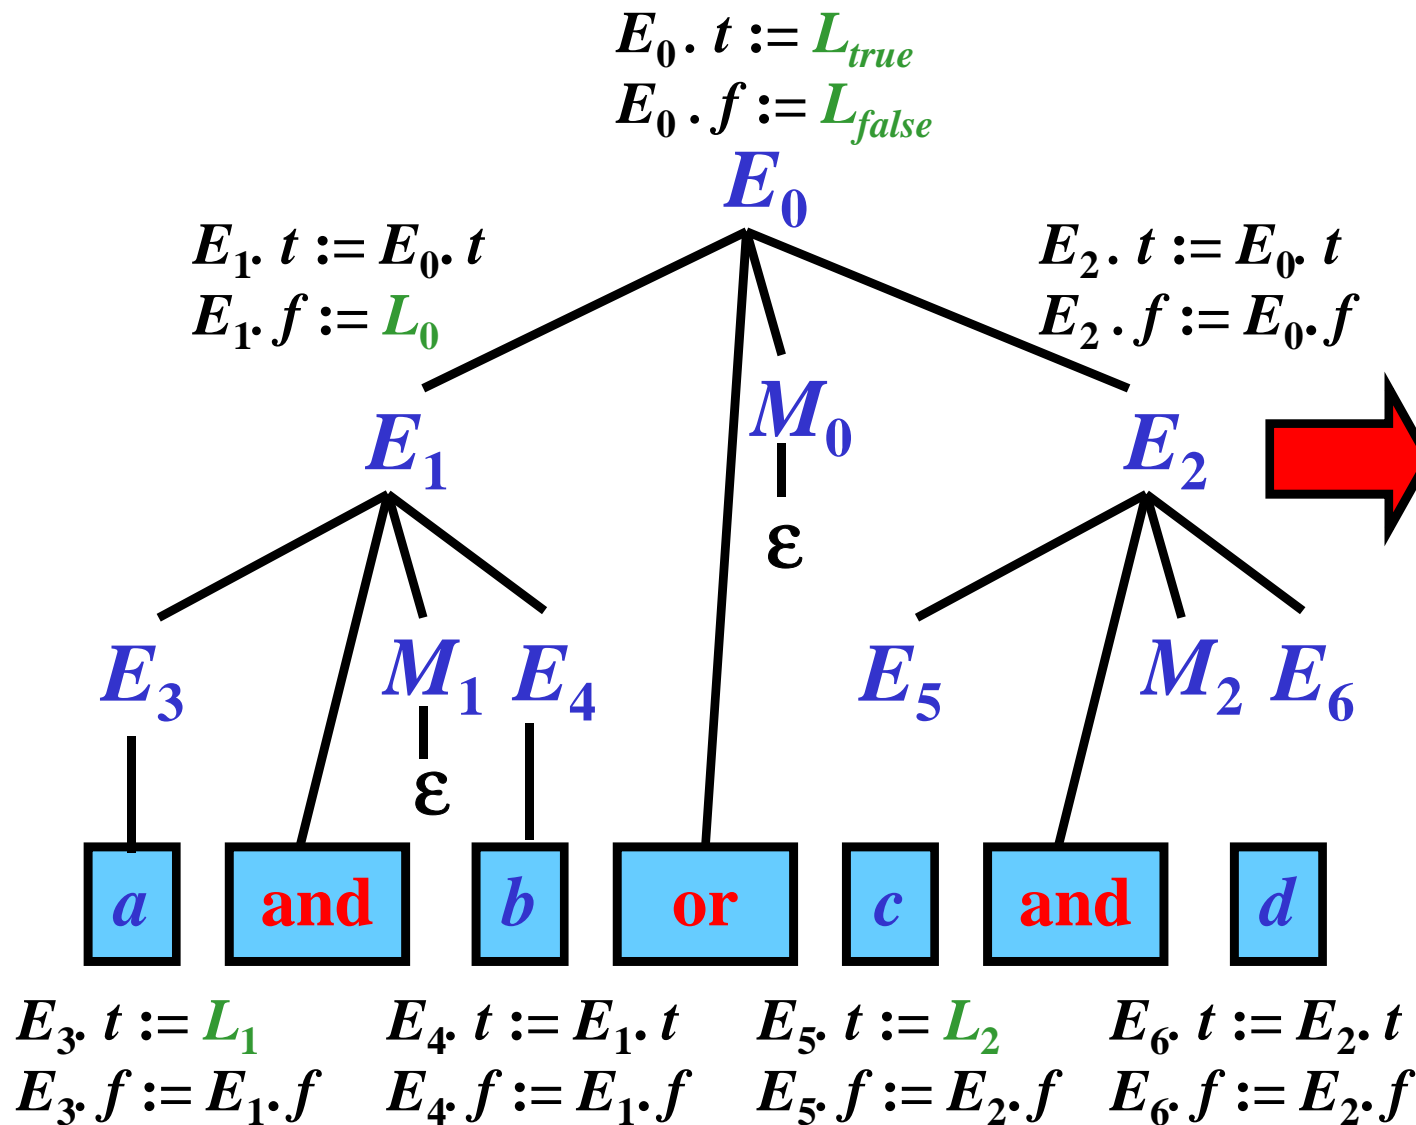 E₀. t := L_true
E₀. f := L_false
E₀
E₁. t := E₀. t
E₁. f := L₀
E₂. t := E₀. t
E₂. f := E₀. f
M₀
E₁
E₂
ε
E₃
M₁
E₄
E₅
M₂
E₆
ε
a
and
b
or
c
and
d
E₃. t := L₁
E₃. f := E₁. f
E₄. t := E₁. t
E₄. f := E₁. f
E₅. t := L₂
E₅. f := E₂. f
E₆. t := E₂. t
E₆. f := E₂. f